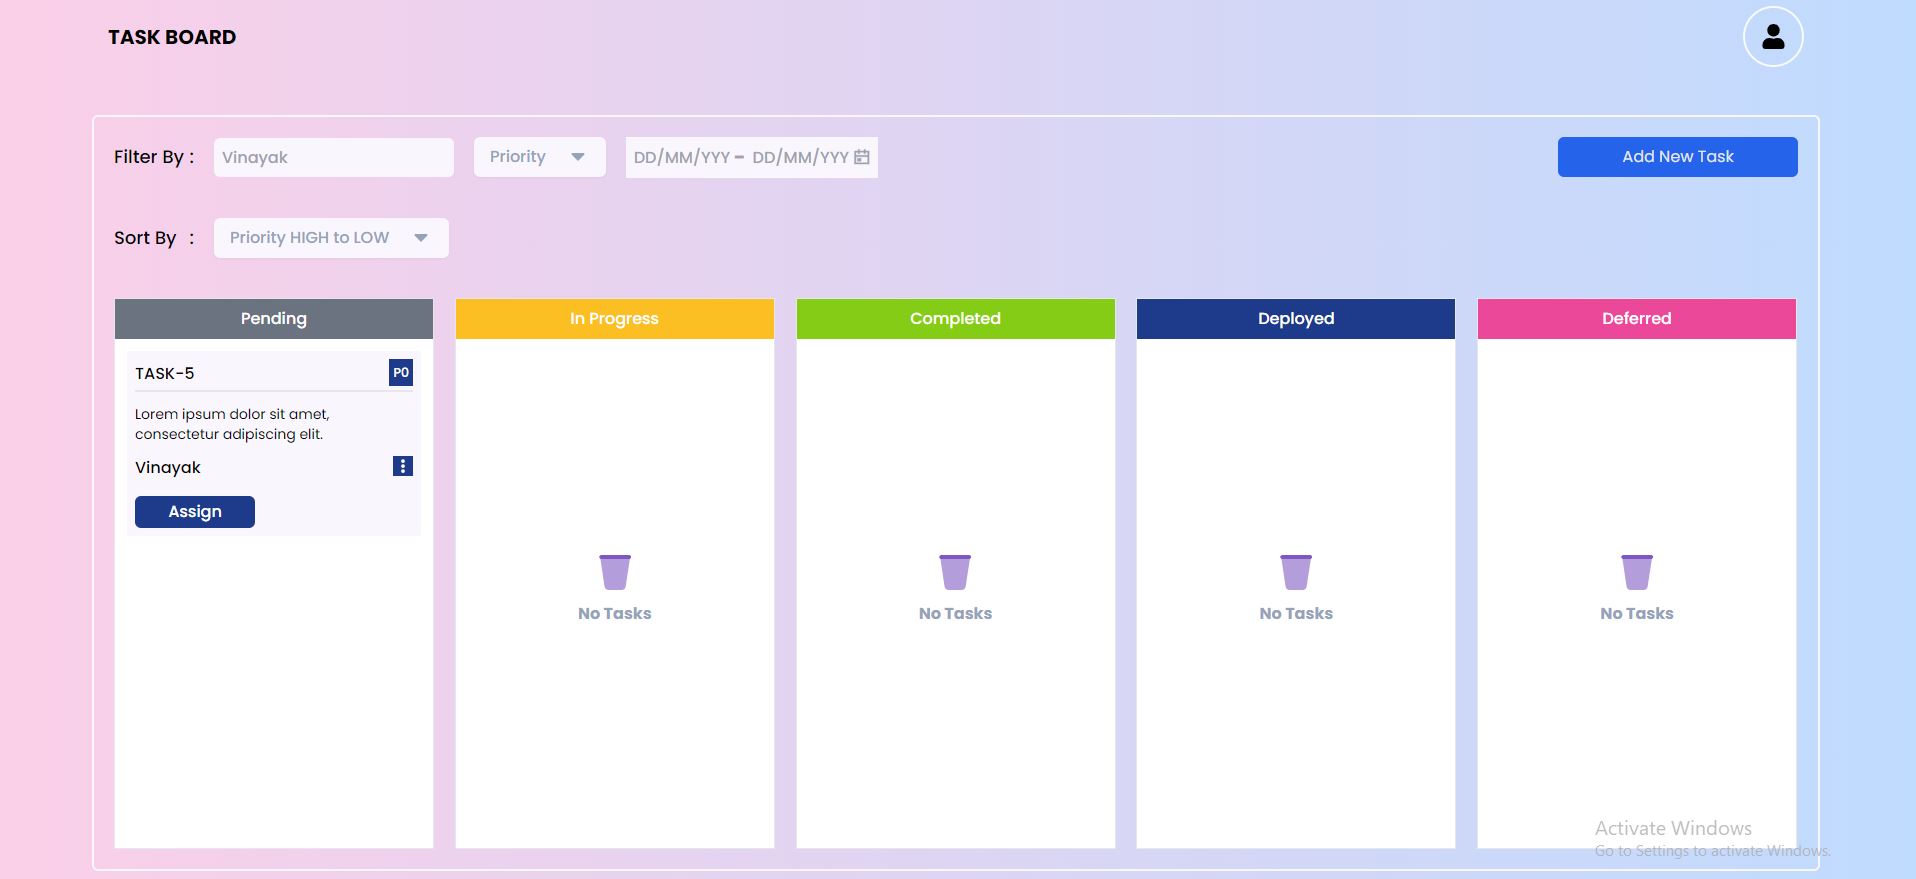 TASK BOARD
Filter By :
Vinayak
Priority
DD/MM/YYY - DD/MM/YYY
Add New Task
Sort By :
Priority HIGH to LOW
Pending
In Progress
Completed
Deployed
Deferred
TASK-5
P0
Lorem ipsum dolor sit amet,
consectetur adipiscing elit.
Vinayak
Assign
No Tasks
No Tasks
No Tasks
No Tasks
Activate Windows
Go to Settings to activate Windows.